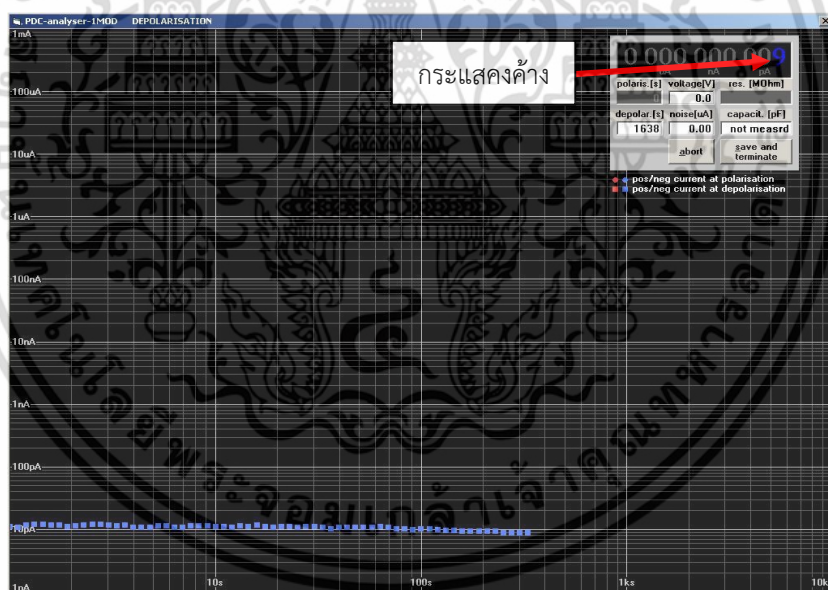 PDC-analyser-1MOD DEPOLARISATION
1mA
100uA
10uA
1uA
100nA
10nA
1nA
100pA
10pA
1pA
10s
100s
1ks
10k
กระแสคงค้าง
0 000 000 009
uA nA pA
polaris.[s] voltage[V] res. [MOhm]
0.0
depolar.[s] noise[uA] capacit. [pF]
1638 0.00 not measrd
abort save and
terminate
pos/neg current at polarisation
pos/neg current at depolarisation